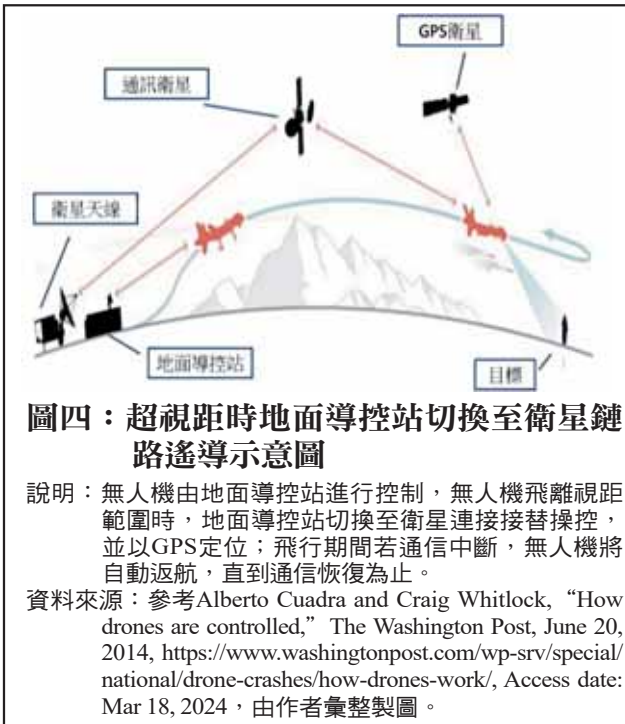 GPS衛星
通訊衛星
衛星天線
地面導控站
目標
圖四：超視距時地面導控站切換至衛星鏈
路遙導示意圖
說明：無人機由地面導控站進行控制，無人機飛離視距
範圍時，地面導控站切換至衛星連接接替操控，
並以GPS定位；飛行期間若通信中斷，無人機將
自動返航，直到通信恢復為止。
資料來源：參考Alberto Cuadra and Craig Whitlock, “How
drones are controlled,” The Washington Post, June 20,
2014, https://www.washingtonpost.com/wp-srv/special/
national/drone-crashes/how-drones-work/, Access date:
Mar 18, 2024，由作者彙整製圖。